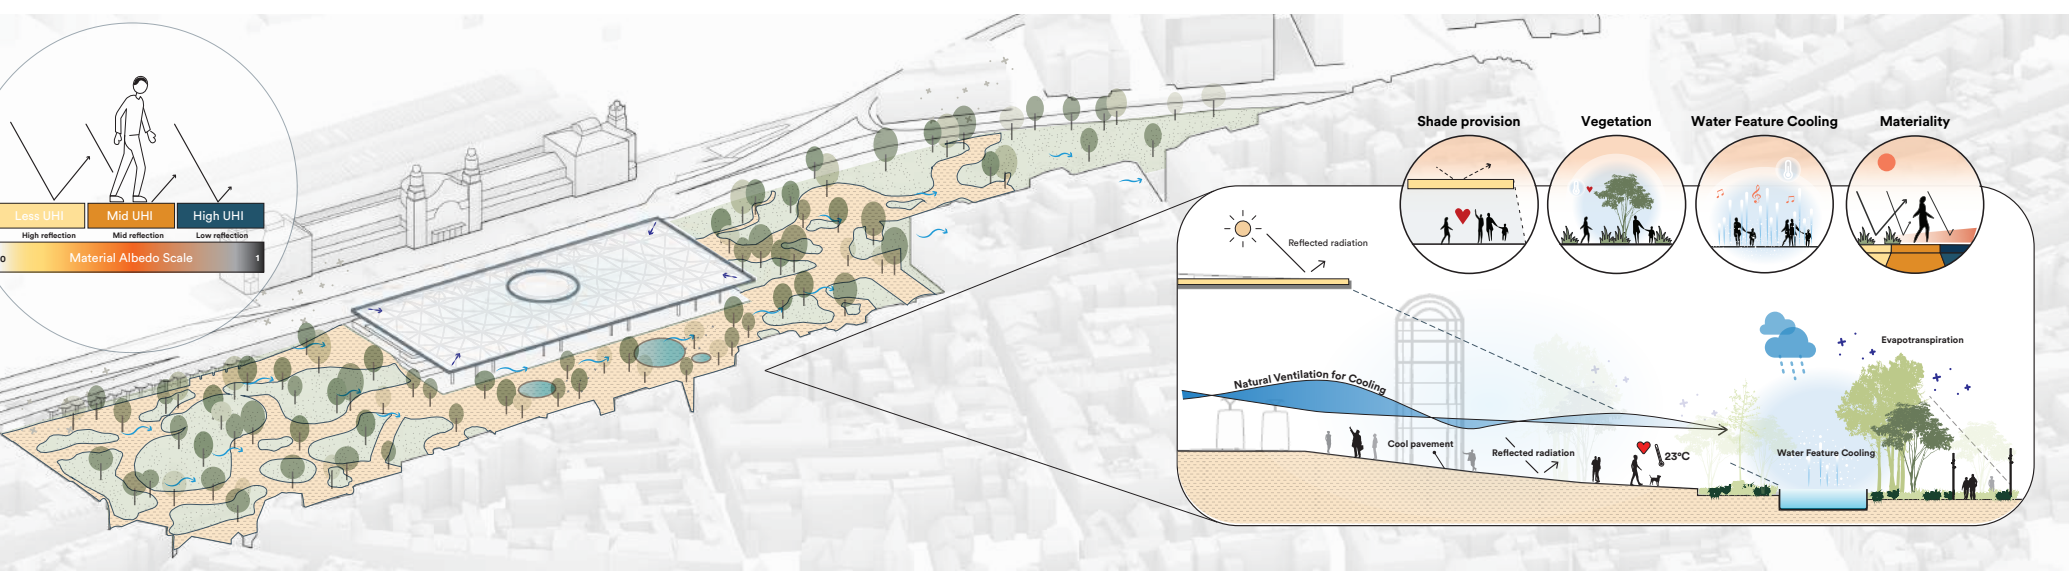 Less UHI
Mid UHI
High UHI
High reflection
Mid reflection
Low reflection
0
Material Albedo Scale
1
Shade provision
Vegetation
Water Feature Cooling
Materiality
Reflected radiation
Evapotranspiration
Natural Ventilation for Cooling
Cool pavement
Reflected radiation
23°C
Water Feature Cooling